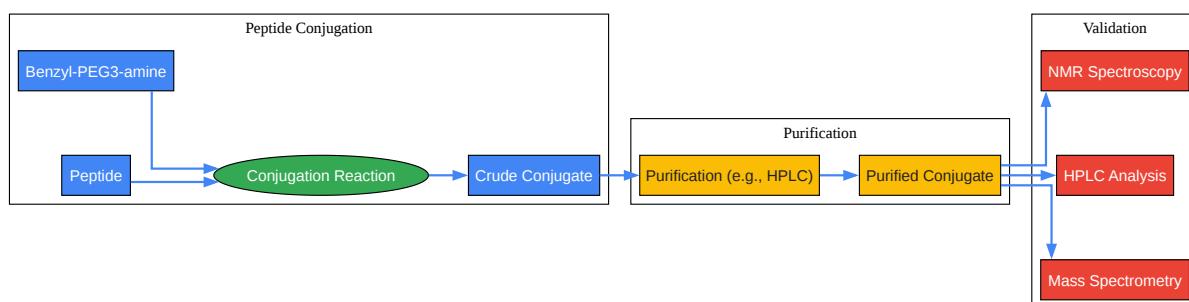 Peptide Conjugation
Benzyl-PEG3-amine
Peptide
Conjugation Reaction
Crude Conjugate
Purification
Purification (e.g., HPLC)
Purified Conjugate
Validation
NMR Spectroscopy
HPLC Analysis
Mass Spectrometry